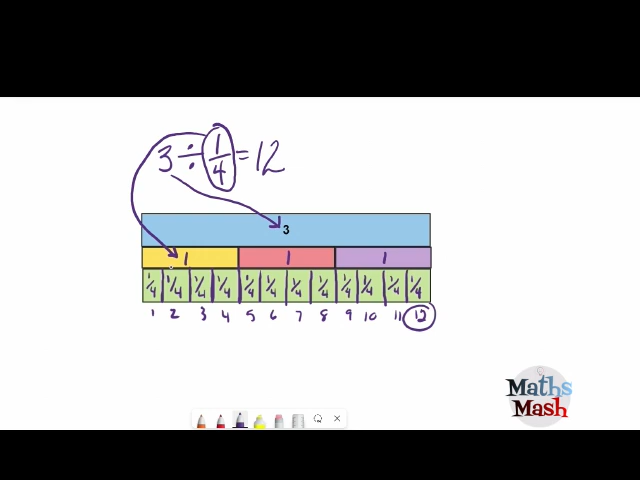 3 ÷ 1/4 = 12
3
1 1 1
1/4 1/4 1/4 1/4 1/4 1/4 1/4 1/4 1/4 1/4 1/4 1/4
1 2 3 4 5 6 7 8 9 10 11 12
Maths
Mash